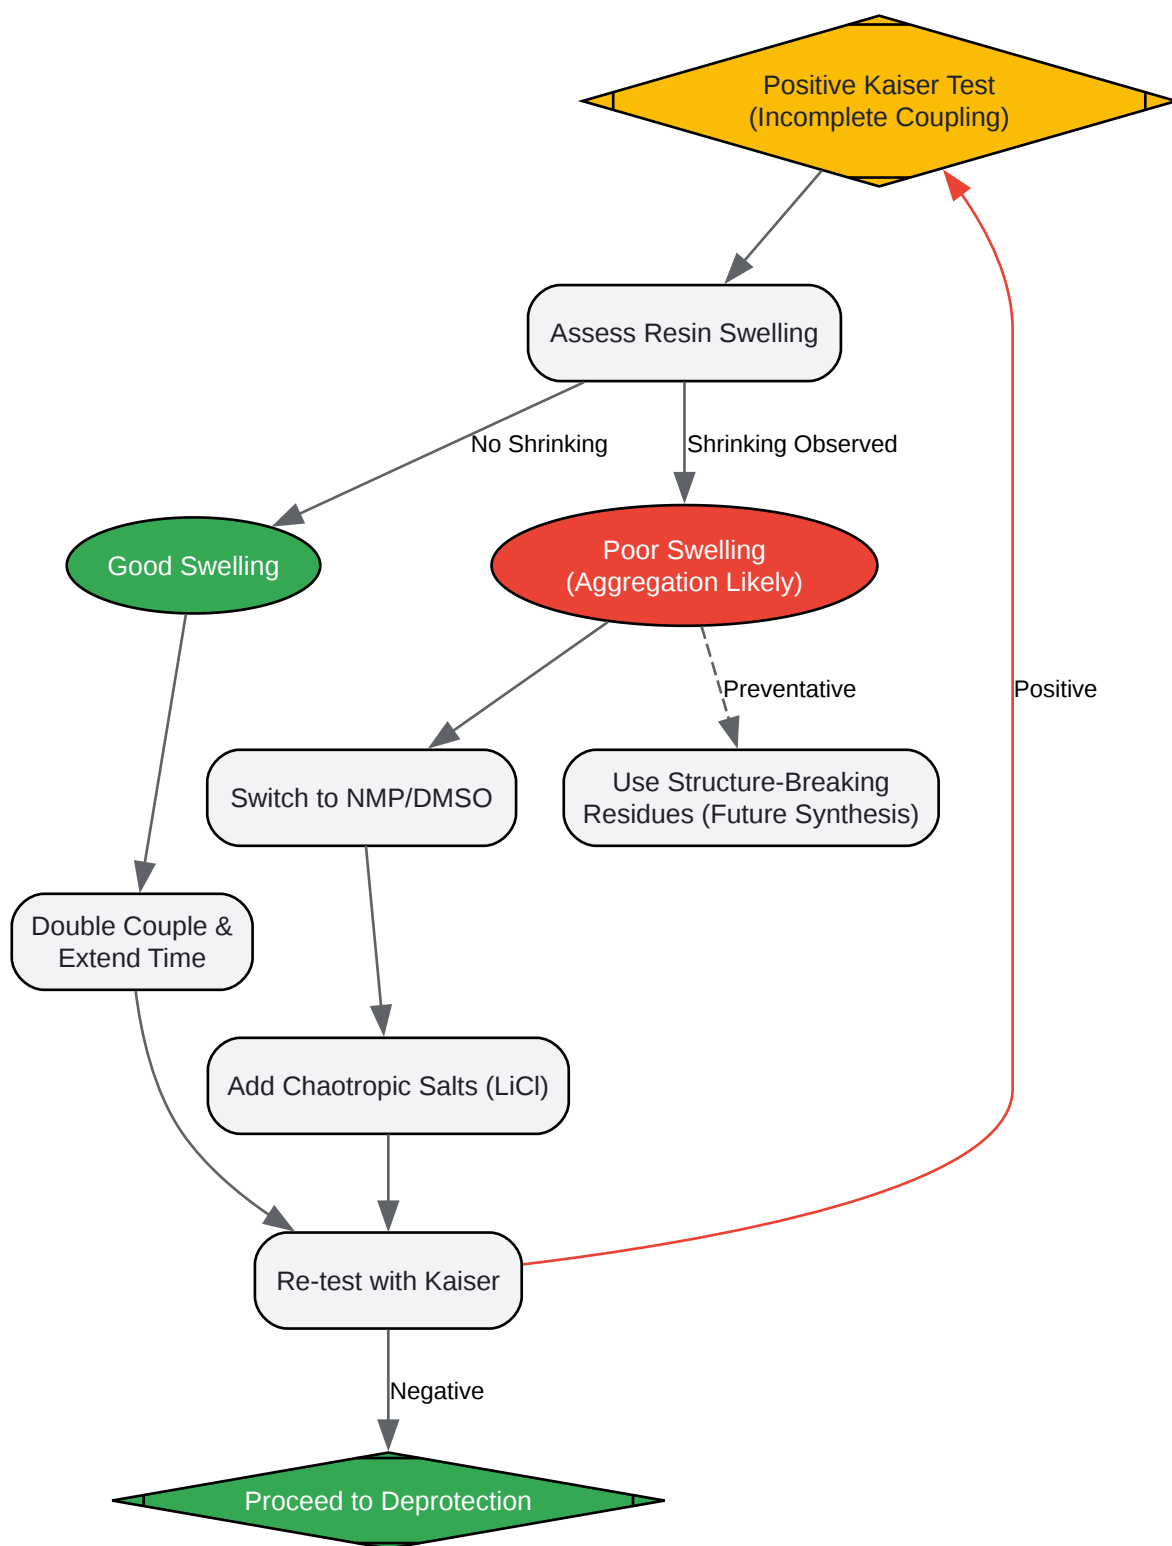 Positive Kaiser Test
(Incomplete Coupling)
Assess Resin Swelling
No Shrinking
Shrinking Observed
Good Swelling
Poor Swelling
(Aggregation Likely)
Preventative
Positive
Switch to NMP/DMSO
Use Structure-Breaking
Residues (Future Synthesis)
Double Couple &
Extend Time
Add Chaotropic Salts (LiCl)
Re-test with Kaiser
Negative
Proceed to Deprotection